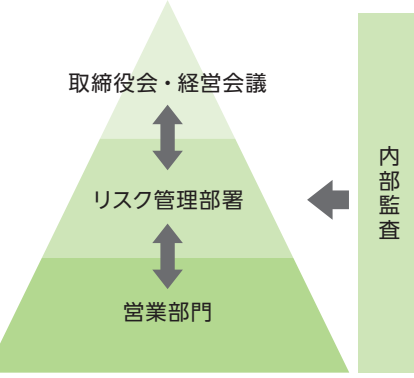 取締役会・経営会議
リスク管理部署
営業部門
内部監査